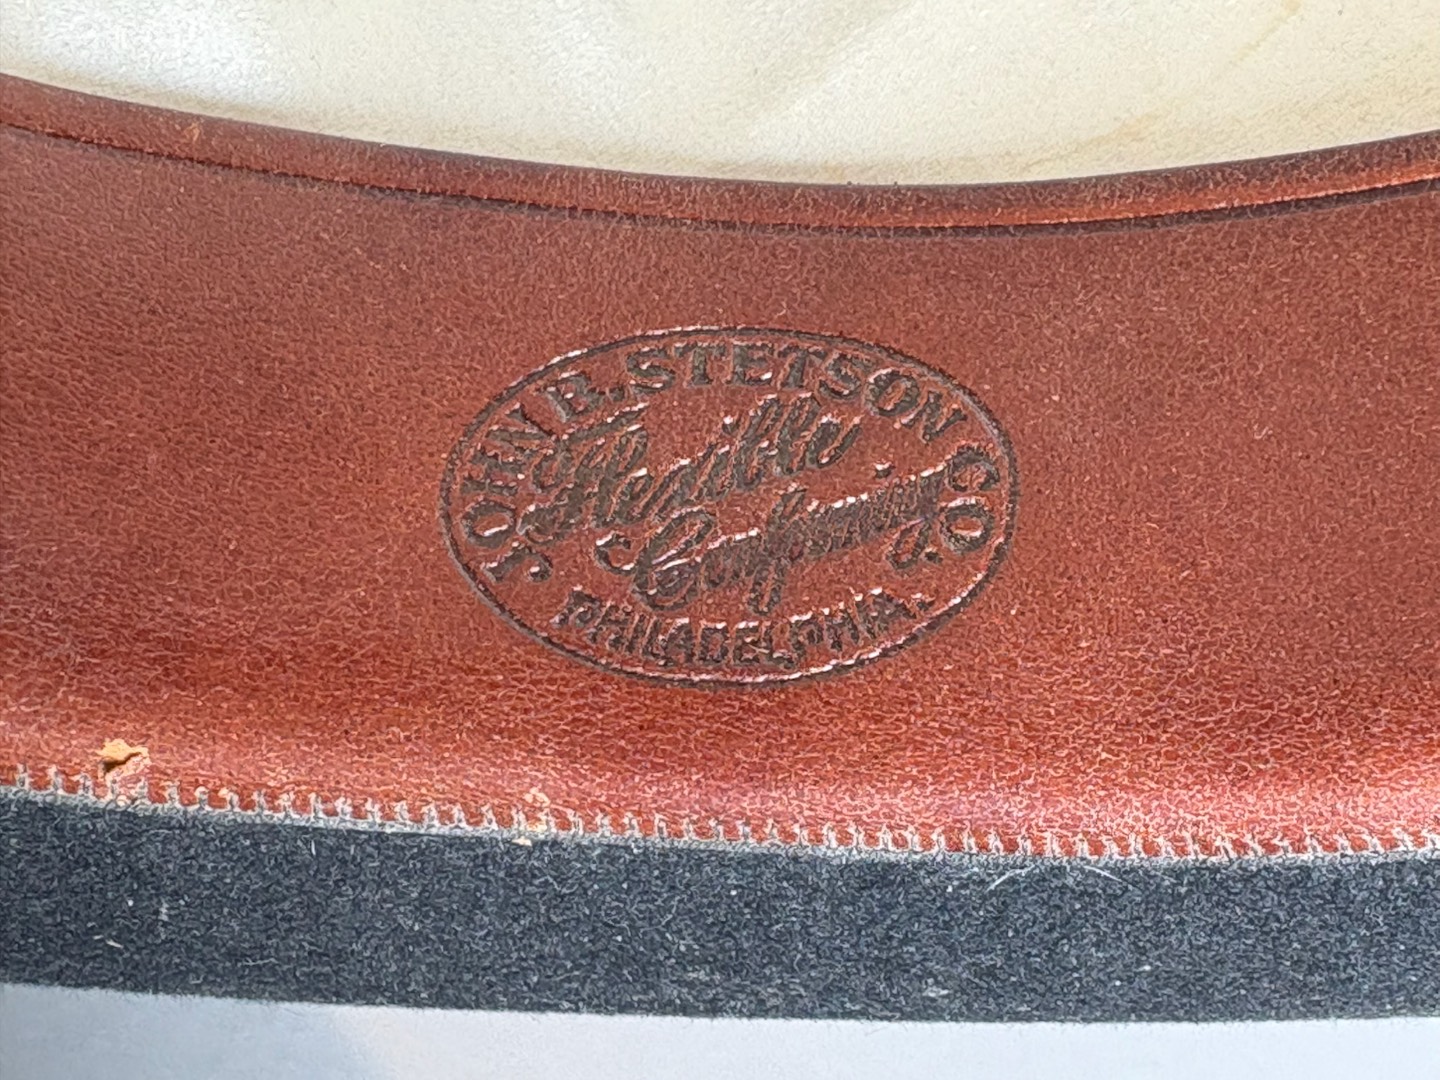 JOHN B. STETSON CO.
Flexible
Conforming
PHILADELPHIA.